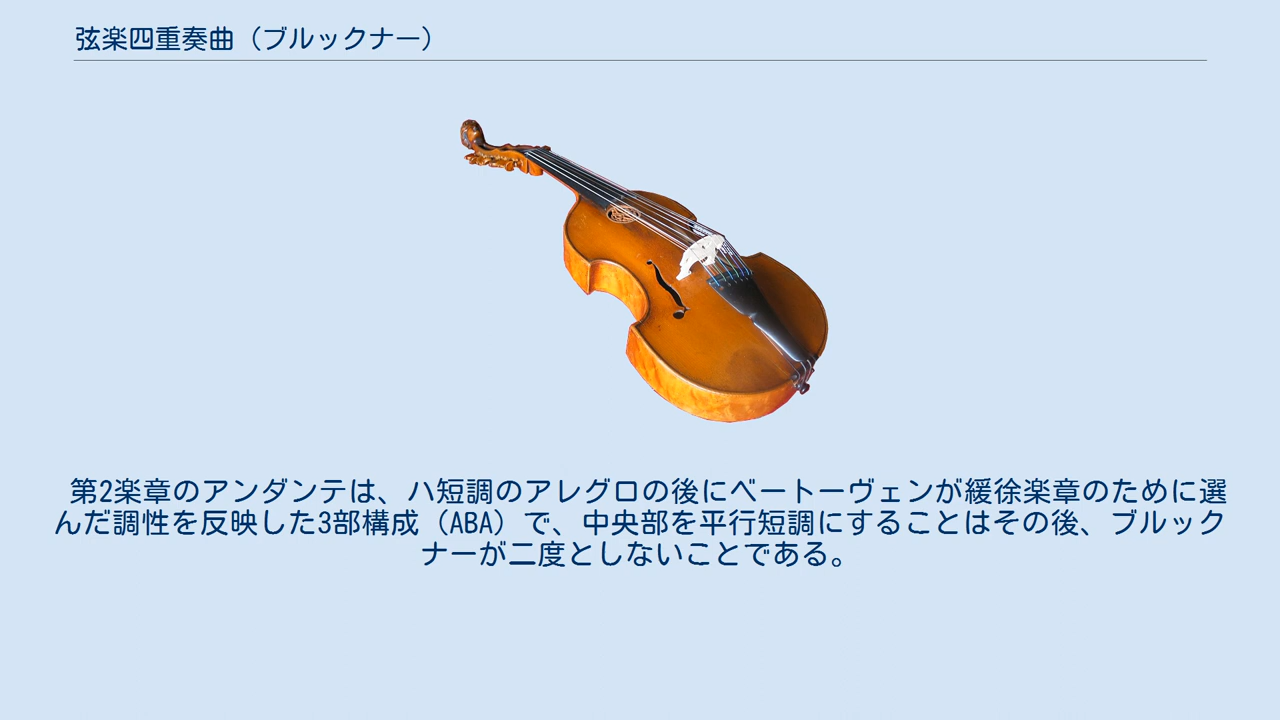 弦楽四重奏曲（ブルックナー）
第2楽章のアンダンテは、ハ短調のアレグロの後にベートーヴェンが緩徐楽章のために選
んだ調性を反映した3部構成（ABA）で、中央部を平行短調にすることはその後、ブルック
ナーが二度としないことである。